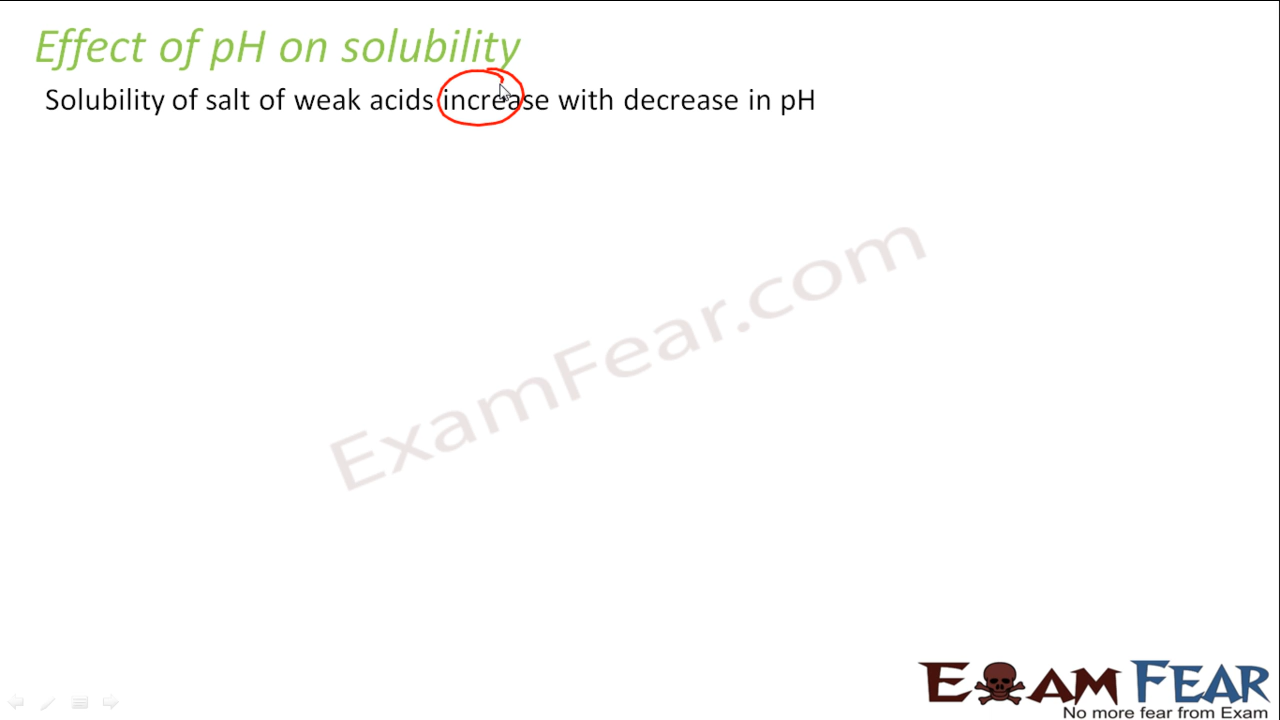 Effect of pH on solubility
Solubility of salt of weak acids increase with decrease in pH
ExamFear.com
EXAM FEAR
No more fear from Exam